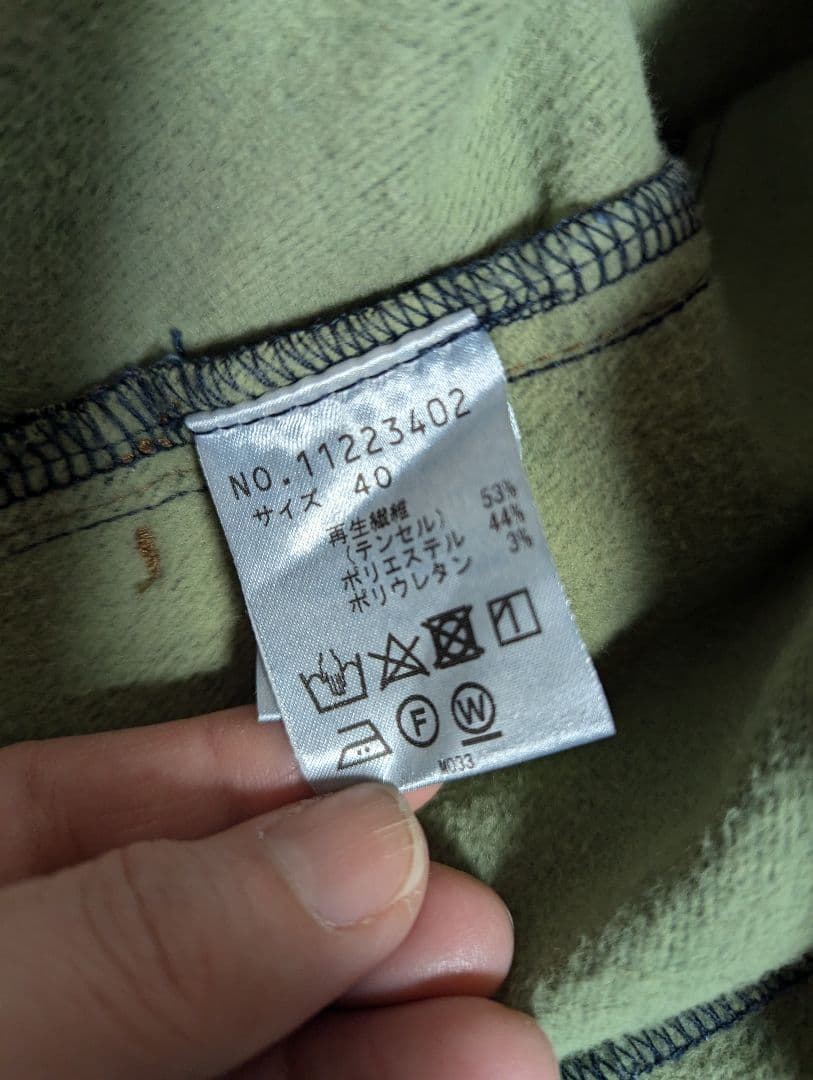 NO.11223402
サイズ 40
再生繊維 53%
(テンセル)
ポリエステル 44%
ポリウレタン 3%
F W
W033